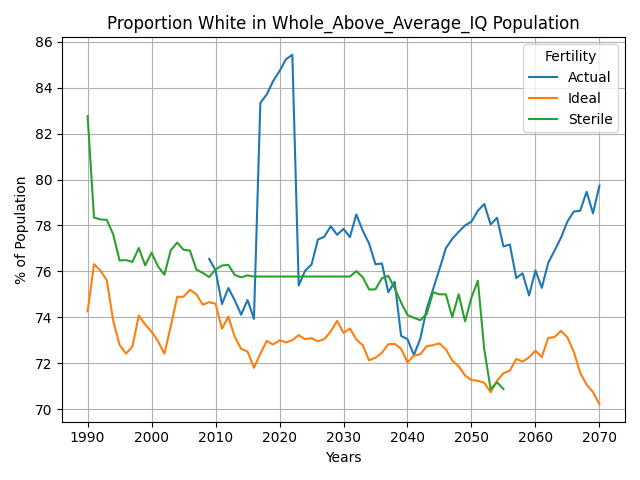 Proportion White in Whole_Above_Average_IQ Population
86
84
82
80
78
76
74
72
70
% of Population
Fertility
Actual
Ideal
Sterile
1990 2000 2010 2020 2030 2040 2050 2060 2070
Years